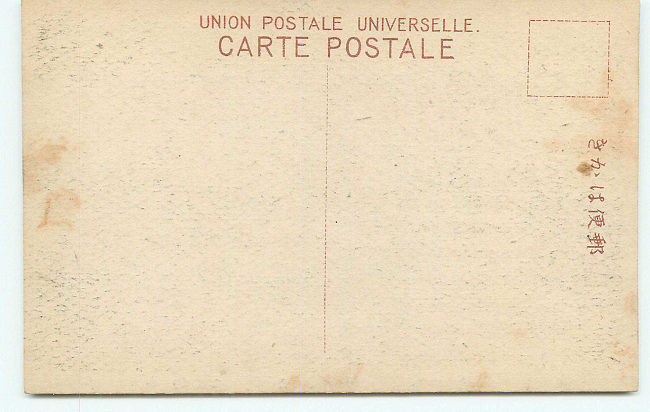 UNION POSTALE UNIVERSELLE.
CARTE POSTALE
郵便はかき